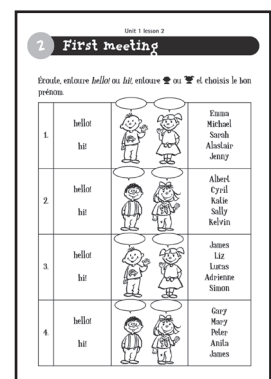 Unit 1 lesson 2
2 First meeting
Écoute, entoure hello! ou hi!, entoure ou et choisis le bon
prénom.
1.
hello!
hi!
Emma
Michael
Sarah
Alastair
Jenny
2.
hello!
hi!
Albert
Cyril
Katie
Sally
Kelvin
3.
hello!
hi!
James
Liz
Lucas
Adrienne
Simon
4.
hello!
hi!
Gary
Mary
Peter
Anita
James